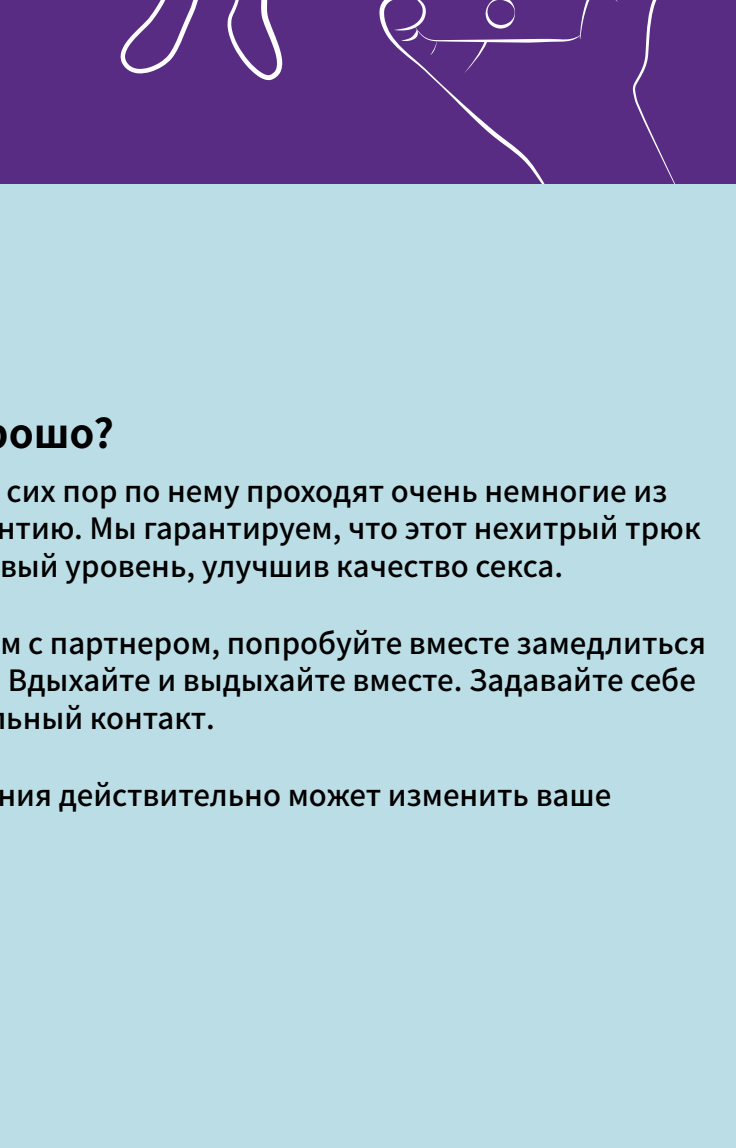 рошо?
сих пор по нему проходят очень немногие из
нтию. Мы гарантируем, что этот нехитрый трюк
вый уровень, улучшив качество секса.
м с партнером, попробуйте вместе замедлиться
Вдыхайте и выдыхайте вместе. Задавайте себе
льный контакт.
ния действительно может изменить ваше